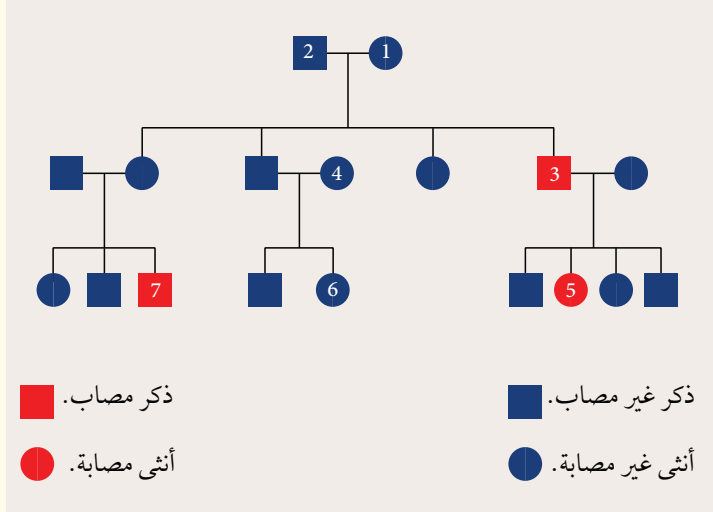 2 1
4 3
7 6 5
ذكر غير مصاب. ذكر مصاب.
أنثى غير مصابة. أنثى مصابة.